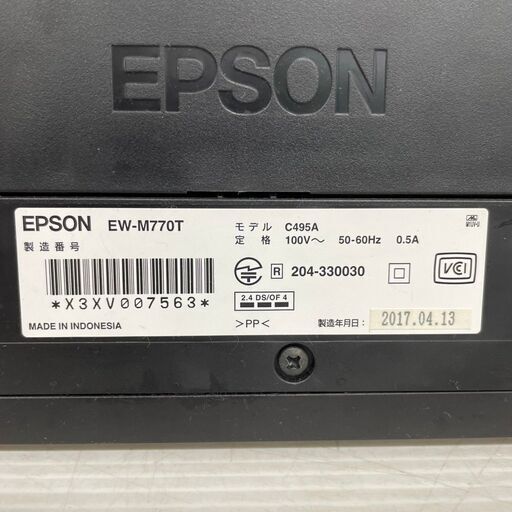 EPSON
EPSON EW-M770T
モデル C495A
定格 100V～ 50-60Hz 0.5A
製造番号
R 204-330030
VCI
*X3XV007563*
2.4 DS/OF 4
MADE IN INDONESIA
>PP<
製造年月日: 2017.04.13